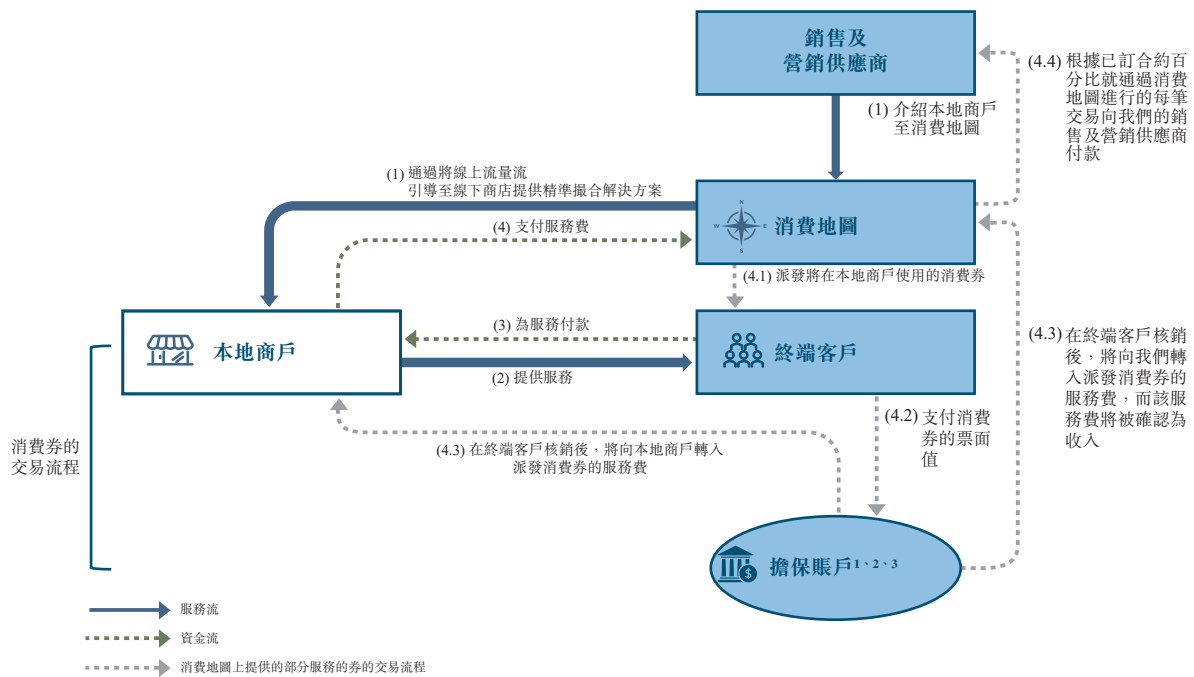 銷售及
營銷供應商
(4.4) 根據已訂合約百
分比就通過消費
地圖進行的每筆
交易向我們的銷
售及營銷供應商
付款
(1) 介紹本地商戶
至消費地圖
(1) 通過將線上流量流
引導至線下商店提供精準撮合解決方案
(4) 支付服務費
N
W
E
S
消費地圖
(4.1) 派發將在本地商戶使用的消費券
(3) 為服務付款
本地商戶
終端客戶
(2) 提供服務
(4.3) 在終端客戶核銷
後，將向我們轉
入派發消費券的
服務費，而該服
務費將被確認為
收入
(4.2) 支付消費
券的票面
值
消費券的
交易流程
(4.3) 在終端客戶核銷後，將向本地商戶轉入
派發消費券的服務費
$
擔保賬戶1、2、3
服務流
資金流
消費地圖上提供的部分服務的券的交易流程